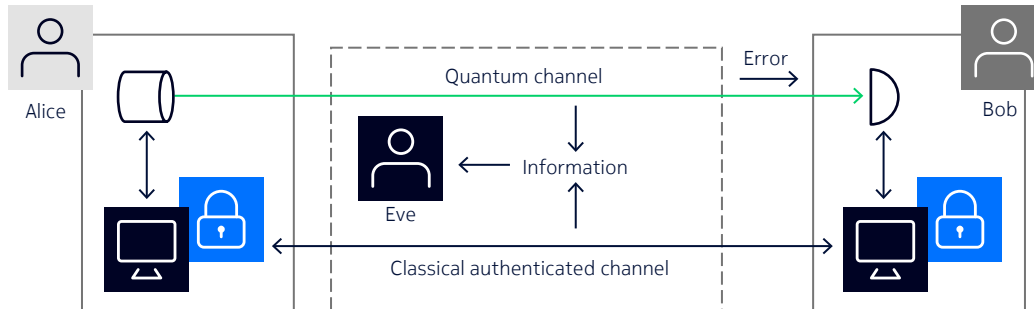 Error
Quantum channel
Alice
Bob
Information
Eve
Classical authenticated channel